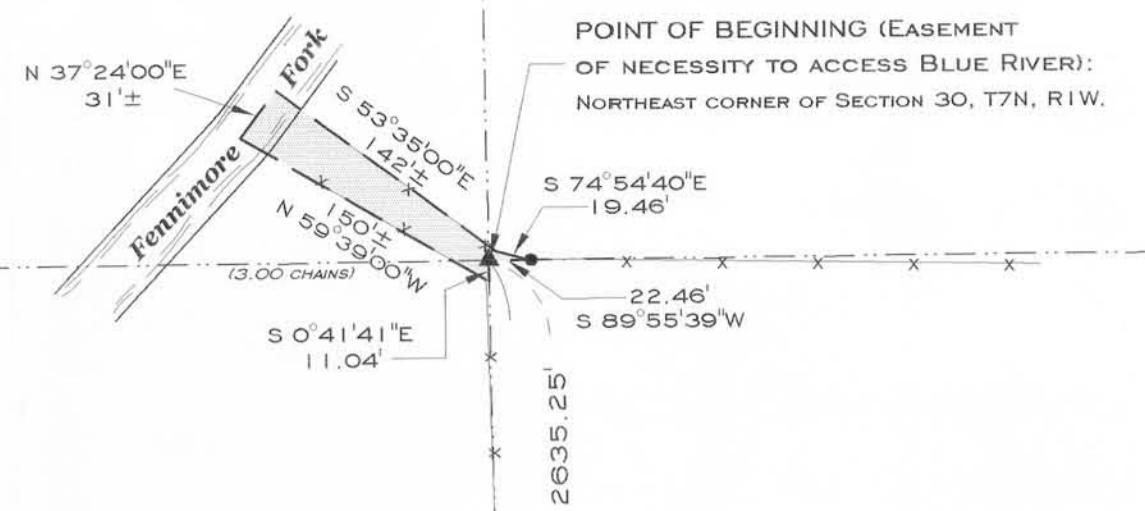 POINT OF BEGINNING (EASEMENT
OF NECESSITY TO ACCESS BLUE RIVER):
NORTHEAST CORNER OF SECTION 30, T7N, R1W.
N 37°24'00"E
31'±
Fork
Fennimore
S 53°35'00"E
142'±
150'±
N 59°39'00"W
S 74°54'40"E
19.46'
(3.00 CHAINS)
22.46'
S 89°55'39"W
S 0°41'41"E
11.04'
2635.25'